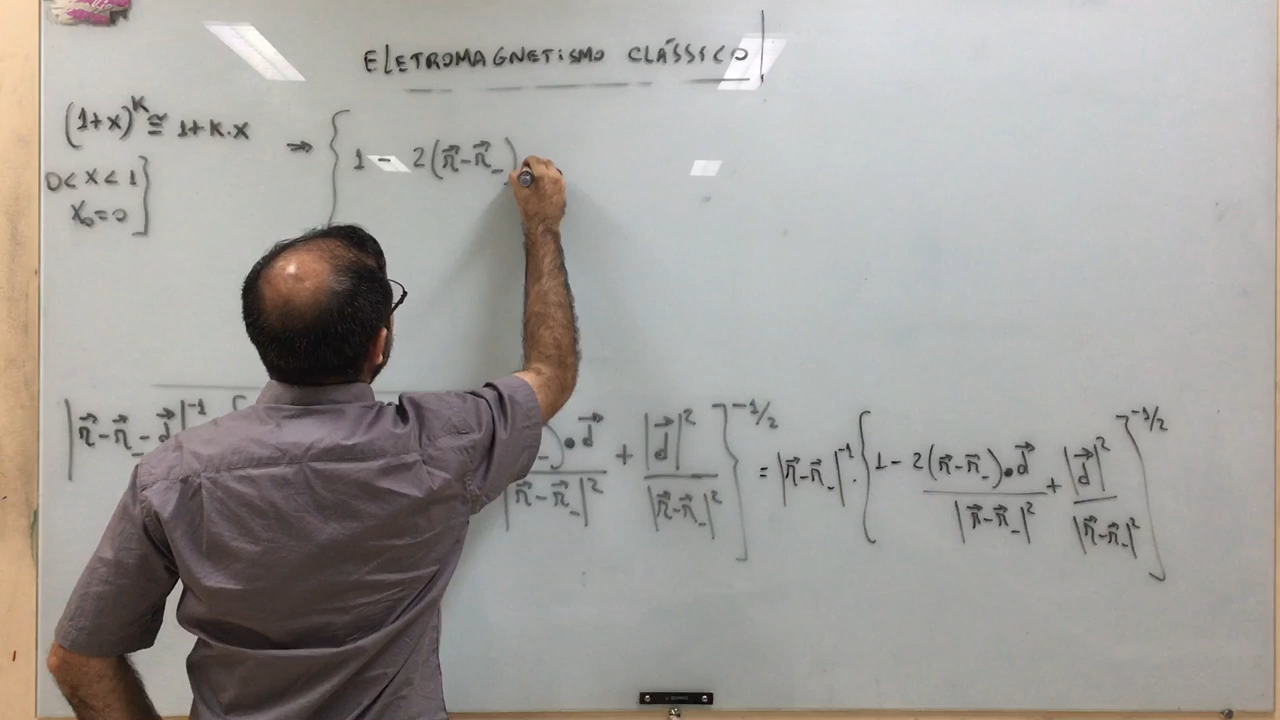 ELETROMAGNETISMO CLÁSSICO
(1+x)^K ≅ 1+K.x ⇒ { 1 - 2(r⃗-r⃗_)
0<x<1
x₀=0
|r⃗-r⃗_-d⃗|^-1 ).d⃗ / |r⃗-r⃗_|² + |d⃗|² / |r⃗-r⃗_|² }^-1/2 = |r⃗-r⃗_|^-1 . { 1 - 2(r⃗-r⃗_).d⃗ / |r⃗-r⃗_|² + |d⃗|² / |r⃗-r⃗_|² }^-1/2